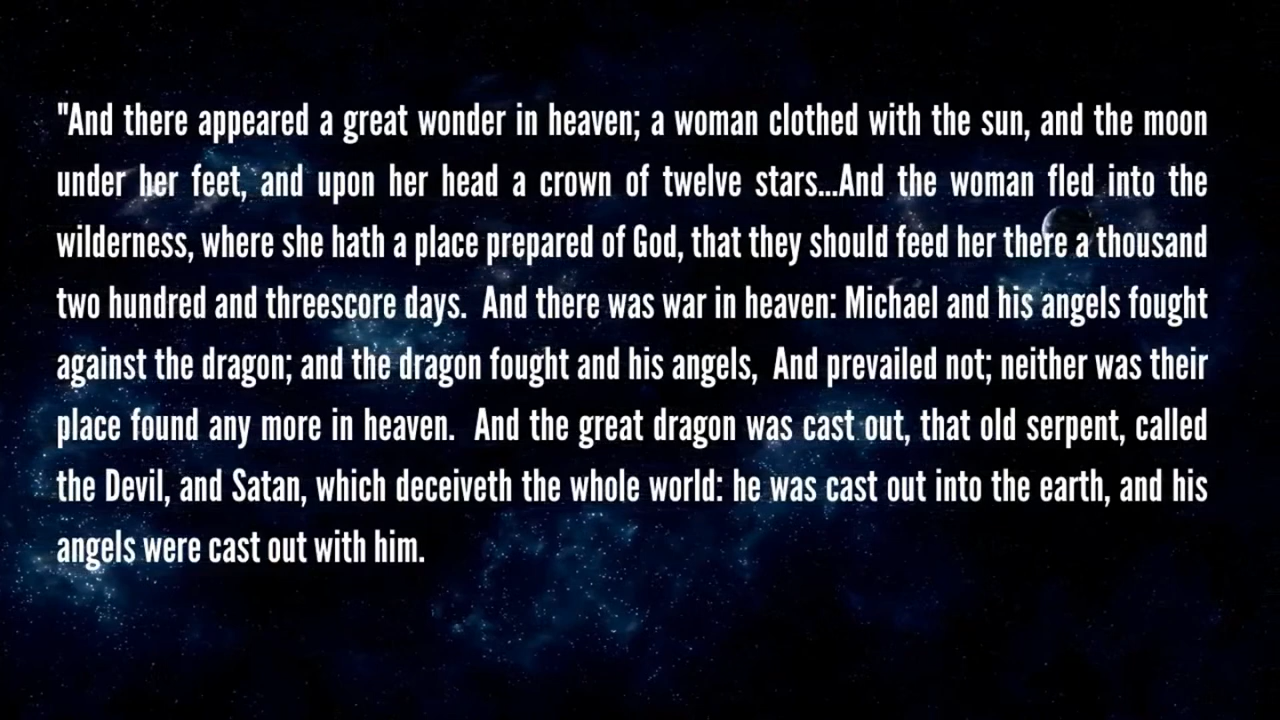 "And there appeared a great wonder in heaven; a woman clothed with the sun, and the moon
under her feet, and upon her head a crown of twelve stars...And the woman fled into the
wilderness, where she hath a place prepared of God, that they should feed her there a thousand
two hundred and threescore days.  And there was war in heaven: Michael and his angels fought
against the dragon; and the dragon fought and his angels,  And prevailed not; neither was their
place found any more in heaven.  And the great dragon was cast out, that old serpent, called
the Devil, and Satan, which deceiveth the whole world: he was cast out into the earth, and his
angels were cast out with him.